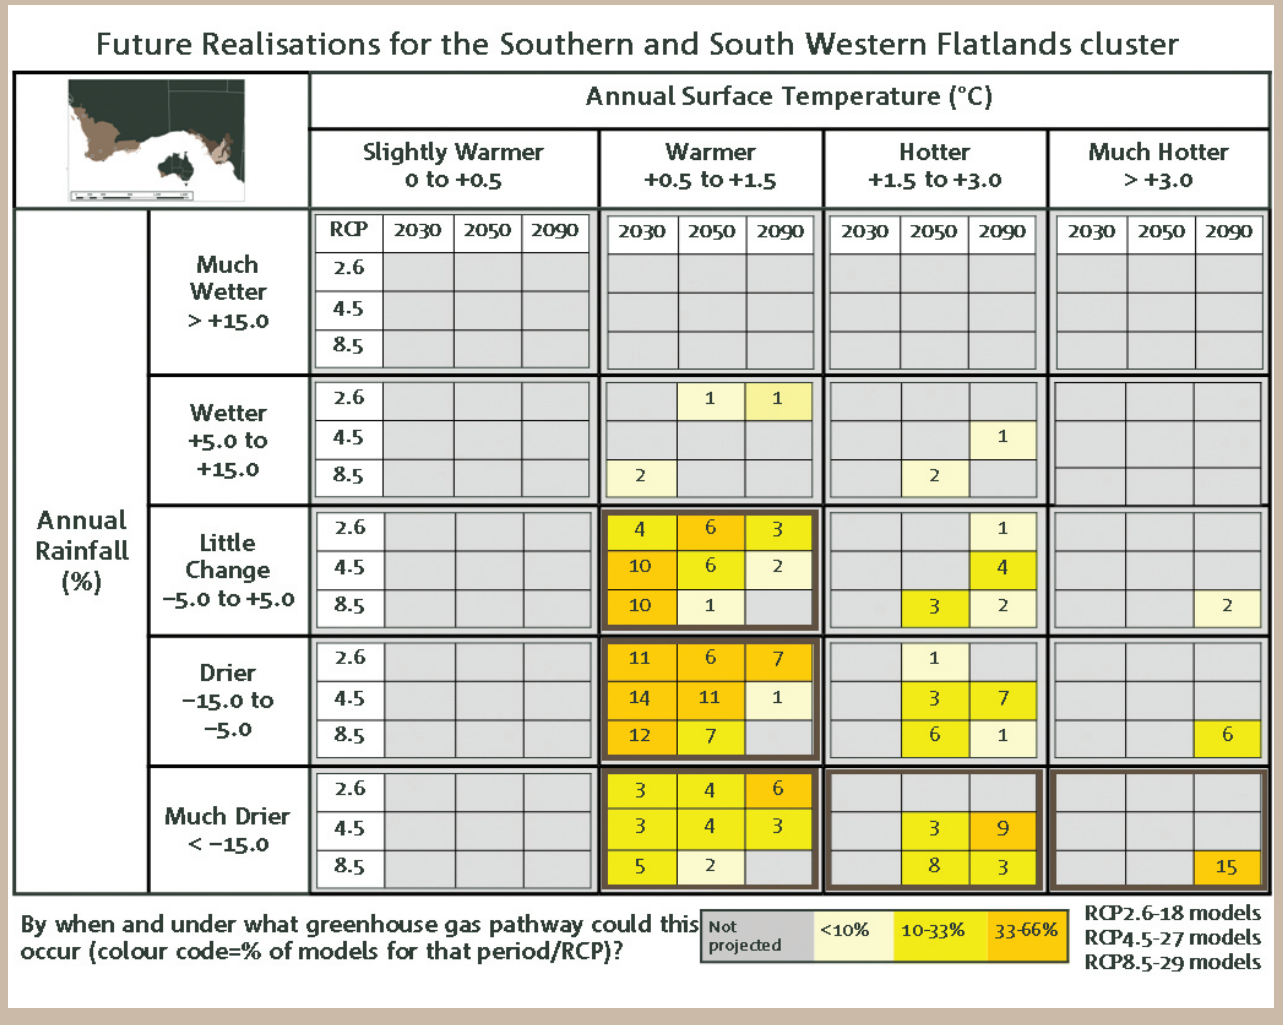 Future Realisations for the Southern and South Western Flatlands cluster
Annual Surface Temperature (°C)
Slightly Warmer
0 to +0.5
Warmer
+0.5 to +1.5
Hotter
+1.5 to +3.0
Much Hotter
> +3.0
Annual
Rainfall
(%)
Much
Wetter
> +15.0
RCP 2030 2050 2090 2030 2050 2090 2030 2050 2090 2030 2050 2090
2.6
4.5
8.5
Wetter
+5.0 to
+15.0
2.6 1 1
4.5 1
8.5 2 2
Little
Change
−5.0 to +5.0
2.6 4 6 3 1
4.5 10 6 2 4
8.5 10 1 3 2 2
Drier
−15.0 to
−5.0
2.6 11 6 7 1
4.5 14 11 1 3 7
8.5 12 7 6 1 6
Much Drier
< −15.0
2.6 3 4 6
4.5 3 4 3 3 9
8.5 5 2 8 3 15
By when and under what greenhouse gas pathway could this
occur (colour code=% of models for that period/RCP)?
Not
projected
<10%
10-33%
33-66%
RCP2.6-18 models
RCP4.5-27 models
RCP8.5-29 models